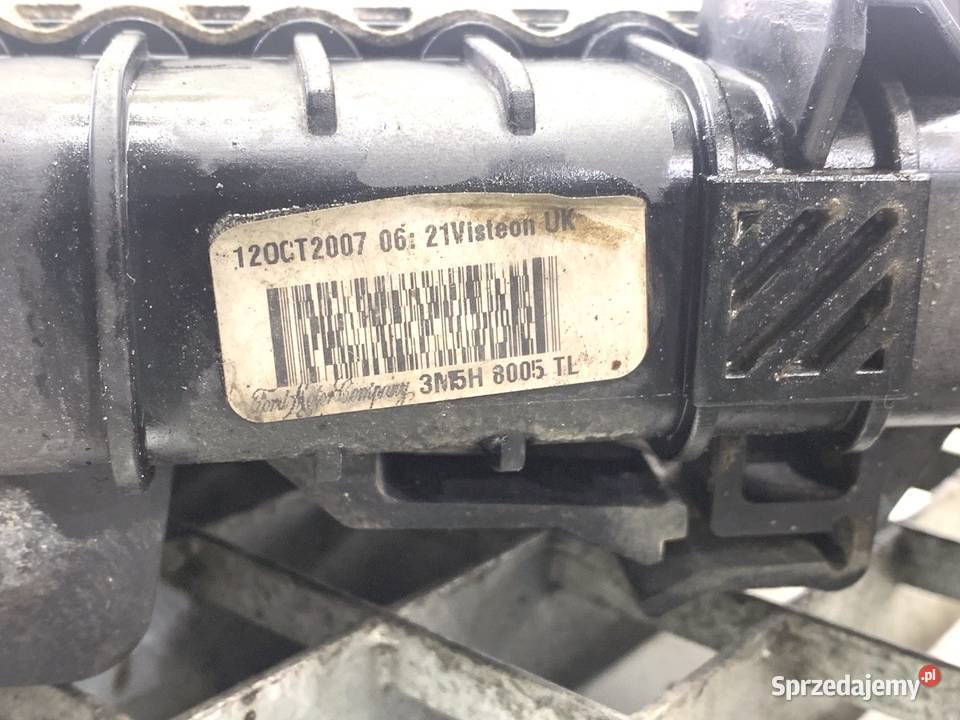 12OCT2007 06:21Visteon UK
Ford Motor Company 3M5H 8005 TL
Sprzedajemy.pl